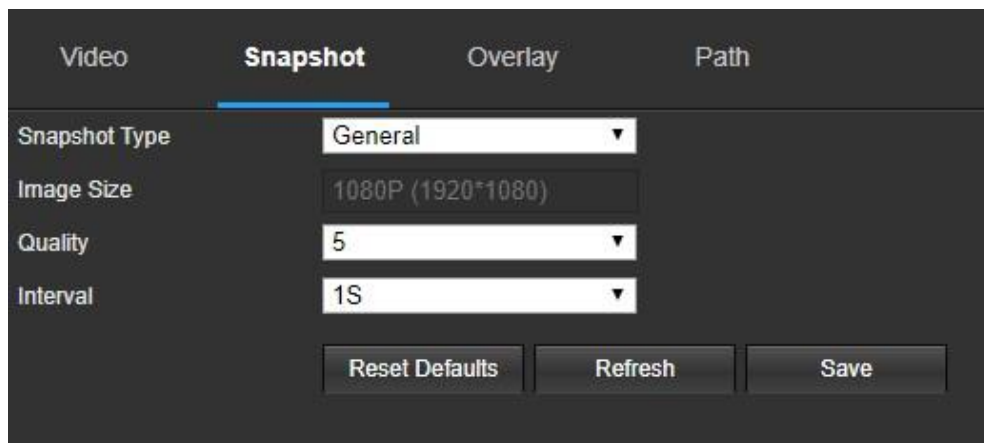 Video Snapshot Overlay Path
Snapshot Type General
Image Size 1080P (1920*1080)
Quality 5
Interval 1S
Reset Defaults Refresh Save